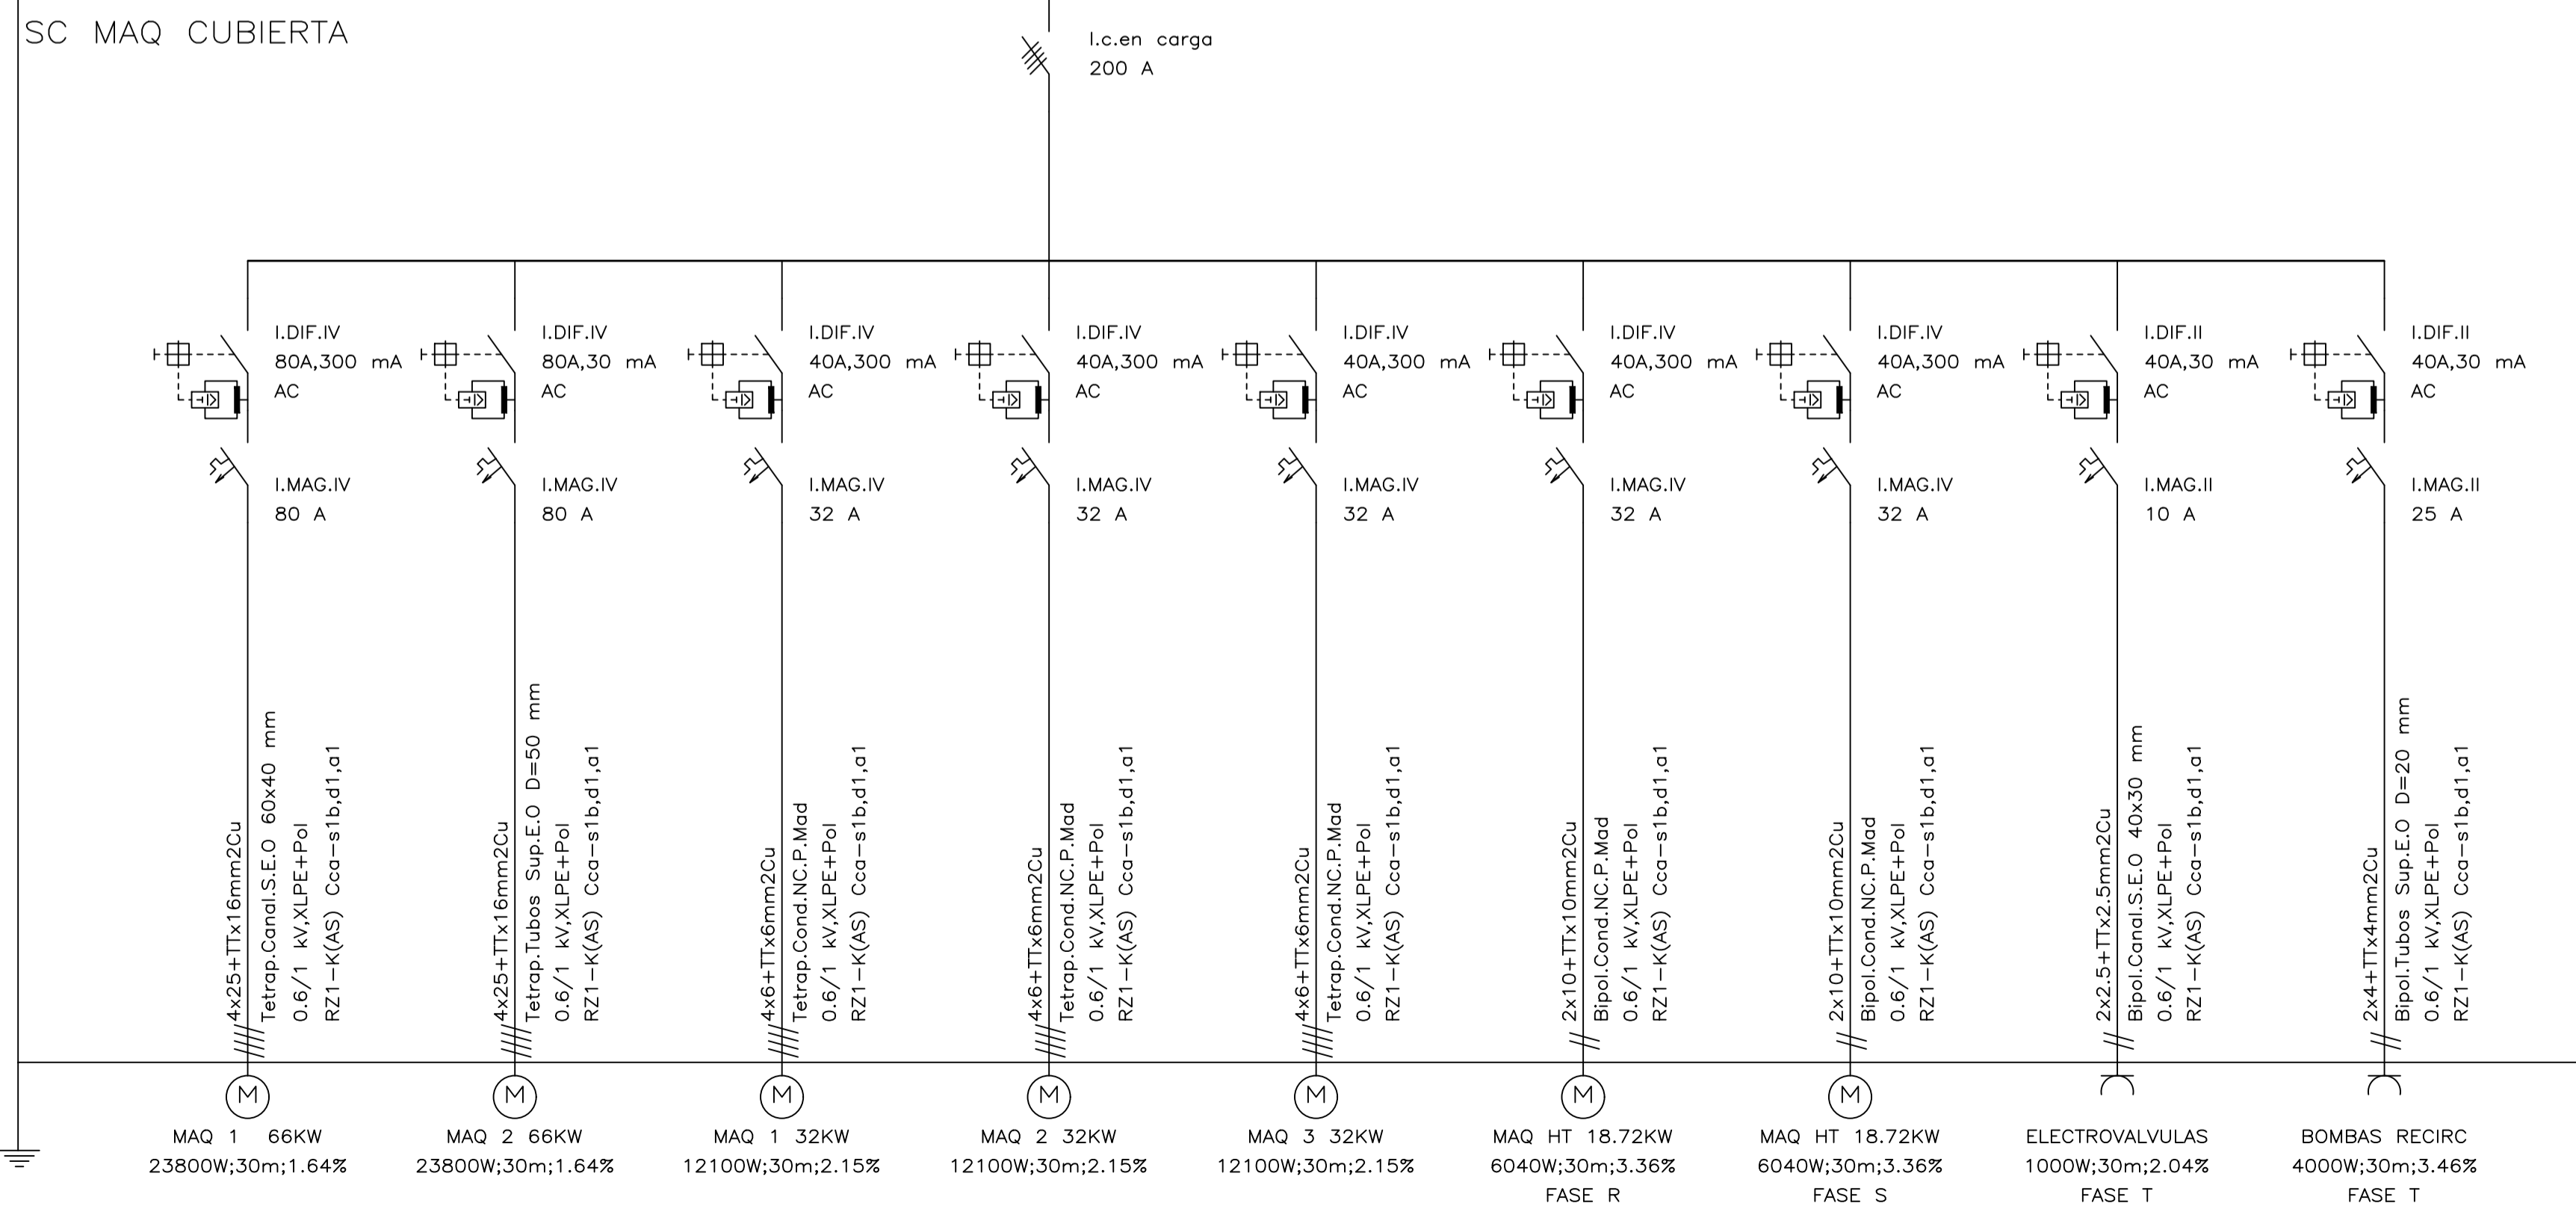 SC MAQ CUBIERTA
I.c.en carga
200 A
I.DIF.IV
80A,300 mA
AC
I.MAG.IV
80 A
4x25+TTx16mm2Cu
Tetrap.Canal.S.E.O 60x40 mm
0.6/1 kV,XLPE+Pol
RZ1-K(AS) Cca-s1b,d1,a1
M
MAQ 1 66KW
23800W;30m;1.64%
I.DIF.IV
80A,30 mA
AC
I.MAG.IV
80 A
4x25+TTx16mm2Cu
Tetrap.Tubos Sup.E.O D=50 mm
0.6/1 kV,XLPE+Pol
RZ1-K(AS) Cca-s1b,d1,a1
M
MAQ 2 66KW
23800W;30m;1.64%
I.DIF.IV
40A,300 mA
AC
I.MAG.IV
32 A
4x6+TTx6mm2Cu
Tetrap.Cond.NC.P.Mad
0.6/1 kV,XLPE+Pol
RZ1-K(AS) Cca-s1b,d1,a1
M
MAQ 1 32KW
12100W;30m;2.15%
I.DIF.IV
40A,300 mA
AC
I.MAG.IV
32 A
4x6+TTx6mm2Cu
Tetrap.Cond.NC.P.Mad
0.6/1 kV,XLPE+Pol
RZ1-K(AS) Cca-s1b,d1,a1
M
MAQ 2 32KW
12100W;30m;2.15%
I.DIF.IV
40A,300 mA
AC
I.MAG.IV
32 A
4x6+TTx6mm2Cu
Tetrap.Cond.NC.P.Mad
0.6/1 kV,XLPE+Pol
RZ1-K(AS) Cca-s1b,d1,a1
M
MAQ 3 32KW
12100W;30m;2.15%
I.DIF.IV
40A,300 mA
AC
I.MAG.IV
32 A
2x10+TTx10mm2Cu
Bipol.Cond.NC.P.Mad
0.6/1 kV,XLPE+Pol
RZ1-K(AS) Cca-s1b,d1,a1
M
MAQ HT 18.72KW
6040W;30m;3.36%
FASE R
I.DIF.IV
40A,300 mA
AC
I.MAG.IV
32 A
2x10+TTx10mm2Cu
Bipol.Cond.NC.P.Mad
0.6/1 kV,XLPE+Pol
RZ1-K(AS) Cca-s1b,d1,a1
M
MAQ HT 18.72KW
6040W;30m;3.36%
FASE S
I.DIF.II
40A,30 mA
AC
I.MAG.II
10 A
2x2.5+TTx2.5mm2Cu
Bipol.Canal.S.E.O 40x30 mm
0.6/1 kV,XLPE+Pol
RZ1-K(AS) Cca-s1b,d1,a1
ELECTROVALVULAS
1000W;30m;2.04%
FASE T
I.DIF.II
40A,30 mA
AC
I.MAG.II
25 A
2x4+TTx4mm2Cu
Bipol.Tubos Sup.E.O D=20 mm
0.6/1 kV,XLPE+Pol
RZ1-K(AS) Cca-s1b,d1,a1
BOMBAS RECIRC
4000W;30m;3.46%
FASE T